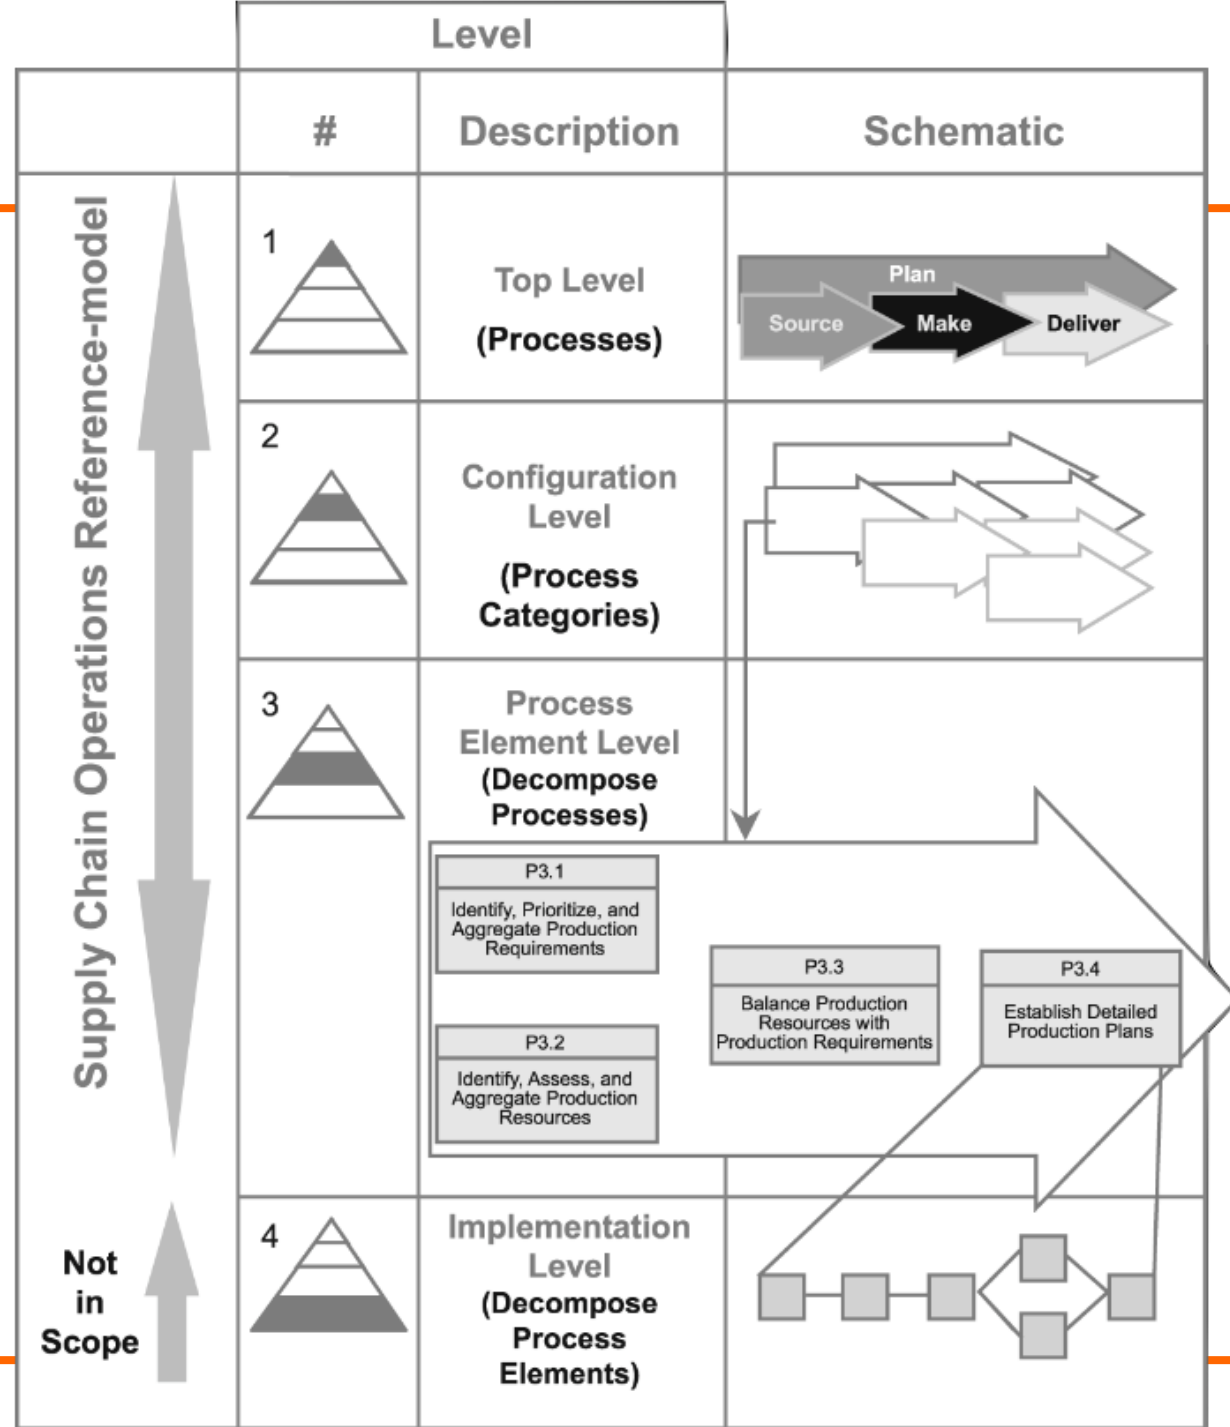 Level
#
Description
Schematic
Supply Chain Operations Reference-model
1
Top Level
(Processes)
Plan
Source
Make
Deliver
2
Configuration
Level
(Process
Categories)
3
Process
Element Level
(Decompose
Processes)
P3.1
Identify, Prioritize, and
Aggregate Production
Requirements
P3.2
Identify, Assess, and
Aggregate Production
Resources
P3.3
Balance Production
Resources with
Production Requirements
P3.4
Establish Detailed
Production Plans
Not
in
Scope
4
Implementation
Level
(Decompose
Process
Elements)